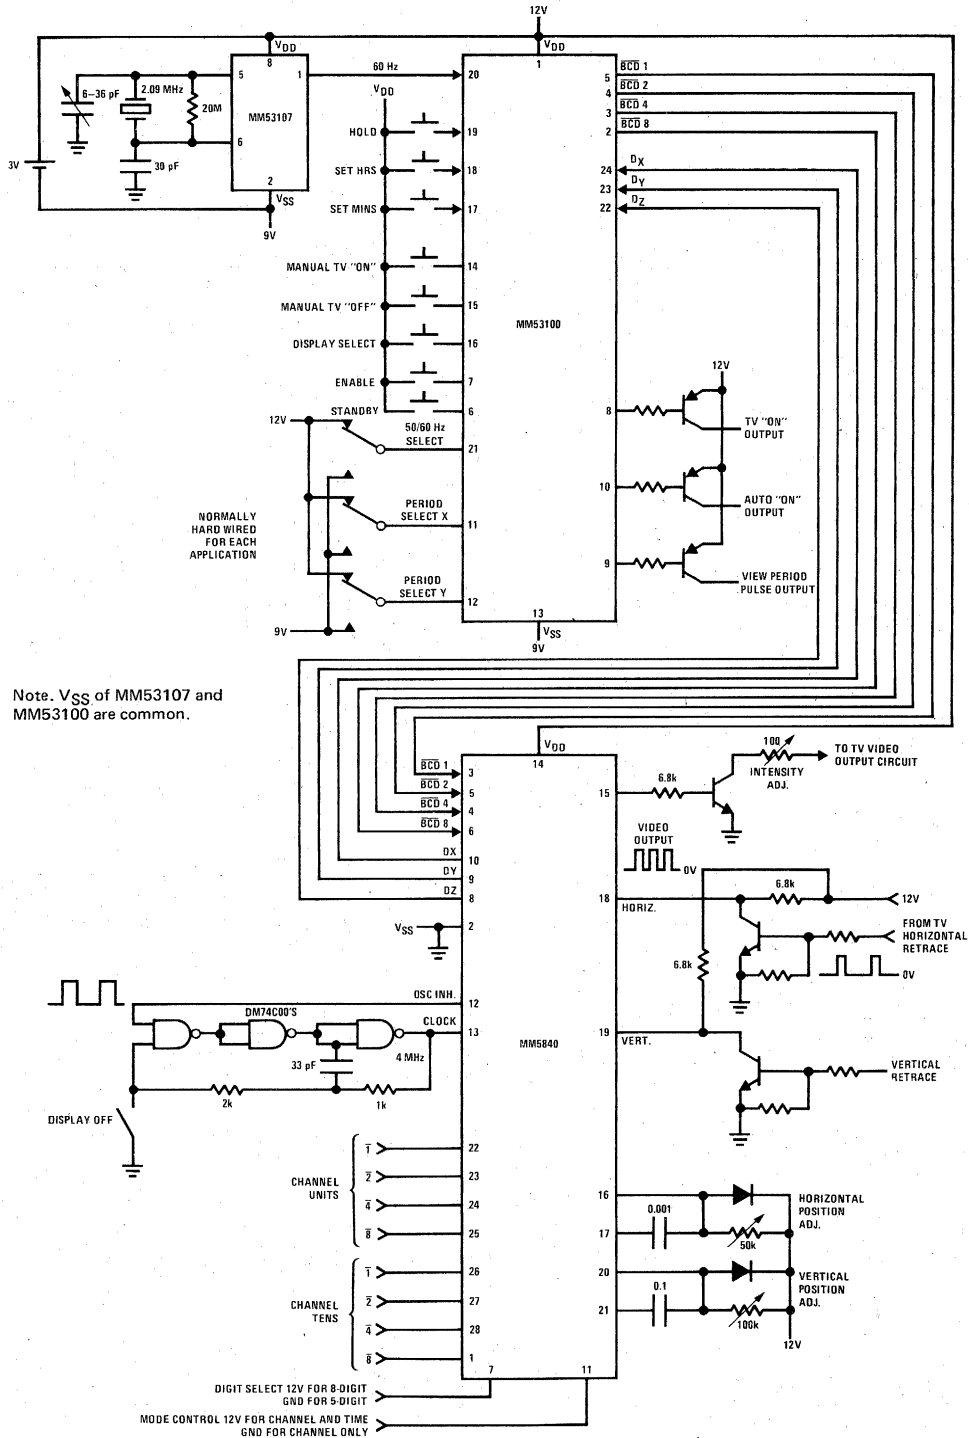 12V
VDD
8
VDD
1
5
1
60 Hz
20
BCD 1
5
BCD 2
4
BCD 4
3
BCD 8
2
6–36 pF
2.09 MHz
20M
MM53107
VDD
6
3V
30 pF
2
VSS
9V
HOLD
19
SET HRS
18
SET MINS
17
24
DX
23
DY
22
DZ
MANUAL TV "ON"
14
MANUAL TV "OFF"
15
MM53100
DISPLAY SELECT
16
ENABLE
7
STANDBY
6
12V
8
TV "ON"
OUTPUT
12V
50/60 Hz
SELECT
21
10
AUTO "ON"
OUTPUT
NORMALLY
HARD WIRED
FOR EACH
APPLICATION
PERIOD
SELECT X
11
9
VIEW PERIOD
PULSE OUTPUT
PERIOD
SELECT Y
12
9V
13
VSS
9V
Note. VSS of MM53107 and
MM53100 are common.
VDD
14
BCD 1
3
BCD 2
5
BCD 4
4
BCD 8
6
DX
10
DY
9
DZ
8
VSS
2
15
6.8k
100
INTENSITY
ADJ.
TO TV VIDEO
OUTPUT CIRCUIT
VIDEO
OUTPUT
0V
18
HORIZ.
6.8k
12V
FROM TV
HORIZONTAL
RETRACE
0V
6.8k
OSC INH.
12
DM74C00'S
CLOCK
13
4 MHz
33 pF
2k
1k
DISPLAY OFF
MM5840
19
VERT.
VERTICAL
RETRACE
CHANNEL
UNITS
1
22
2
23
4
24
8
25
CHANNEL
TENS
1
26
2
27
4
28
8
1
16
17
0.001
50k
HORIZONTAL
POSITION
ADJ.
20
21
0.1
100k
VERTICAL
POSITION
ADJ.
12V
7
11
DIGIT SELECT 12V FOR 8-DIGIT
GND FOR 5-DIGIT
MODE CONTROL 12V FOR CHANNEL AND TIME
GND FOR CHANNEL ONLY